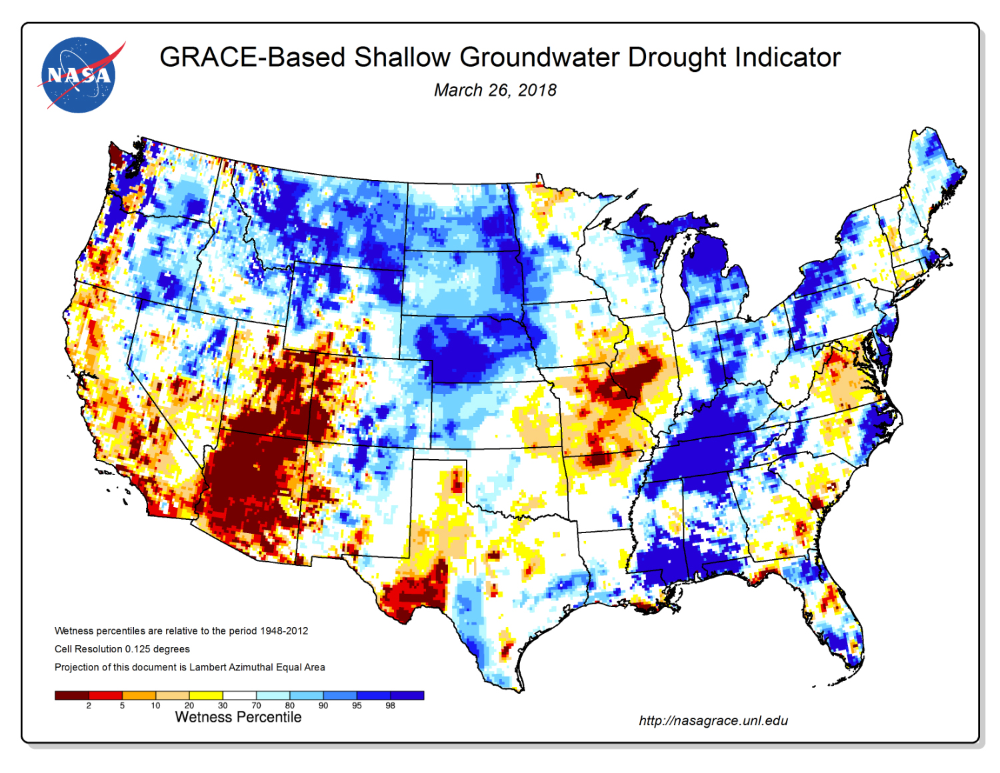 NASA
GRACE-Based Shallow Groundwater Drought Indicator
March 26, 2018
Wetness percentiles are relative to the period 1948-2012
Cell Resolution 0.125 degrees
Projection of this document is Lambert Azimuthal Equal Area
2 5 10 20 30 70 80 90 95 98
Wetness Percentile
http://nasagrace.unl.edu